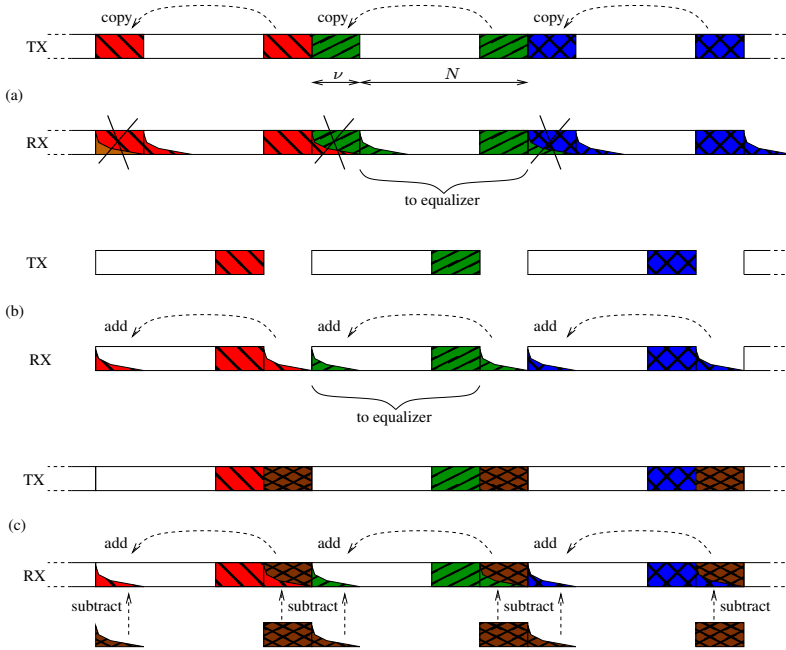 copy copy copy
TX
ν N
(a)
RX
to equalizer
TX
(b)
add add add
RX
to equalizer
TX
(c)
add add add
RX
subtract subtract subtract subtract